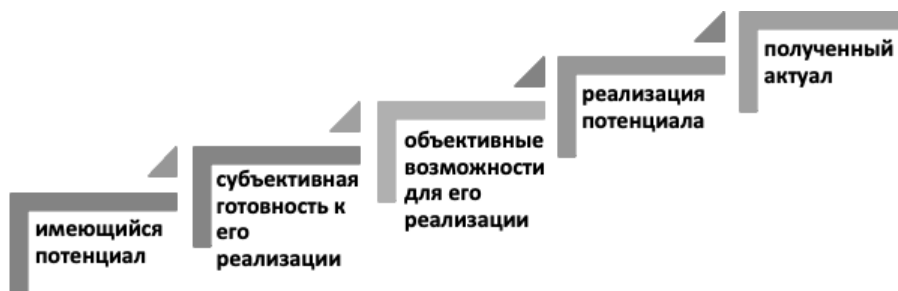 имеющийся
потенциал
субъективная
готовность к
его
реализации
объективные
возможности
для его
реализации
реализация
потенциала
полученный
актуал